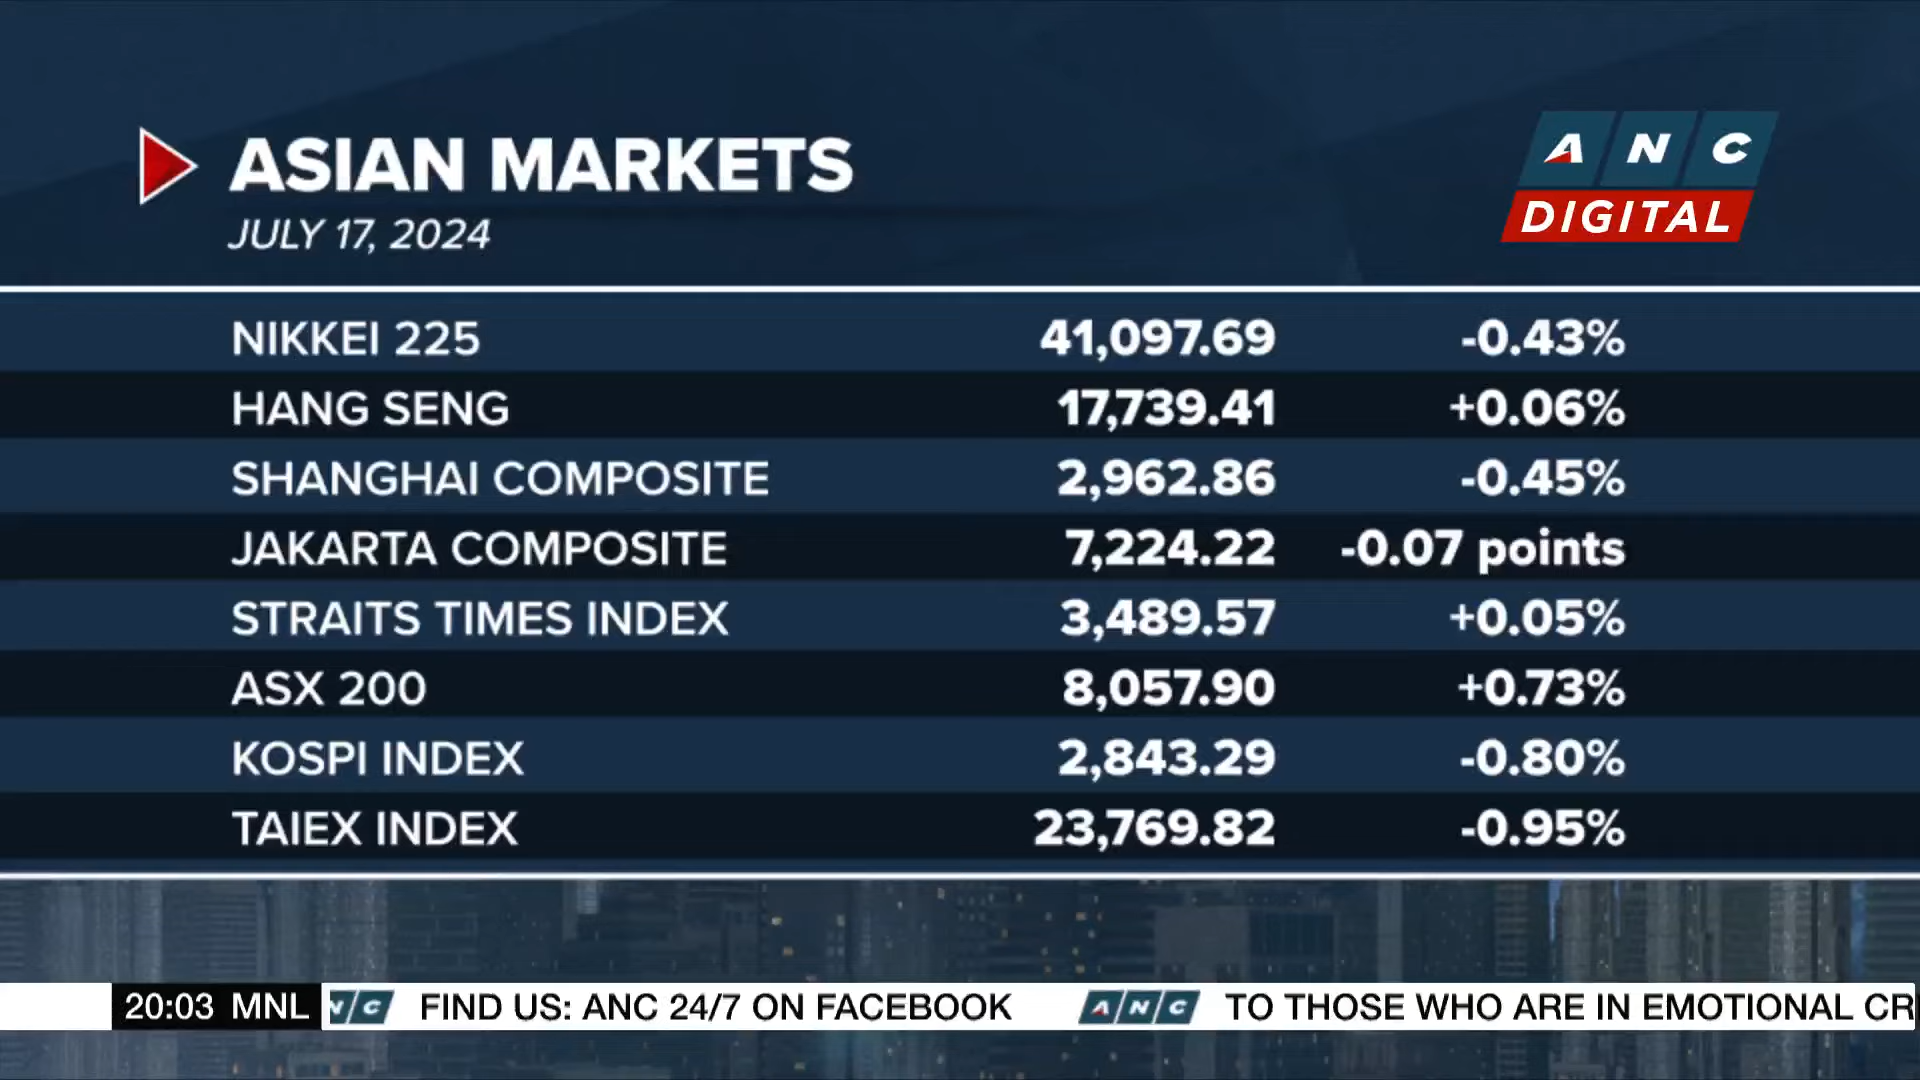 ASIAN MARKETS
JULY 17, 2024
ANC
DIGITAL
NIKKEI 225 41,097.69 -0.43%
HANG SENG 17,739.41 +0.06%
SHANGHAI COMPOSITE 2,962.86 -0.45%
JAKARTA COMPOSITE 7,224.22 -0.07 points
STRAITS TIMES INDEX 3,489.57 +0.05%
ASX 200 8,057.90 +0.73%
KOSPI INDEX 2,843.29 -0.80%
TAIEX INDEX 23,769.82 -0.95%
20:03 MNL NC FIND US: ANC 24/7 ON FACEBOOK ANC TO THOSE WHO ARE IN EMOTIONAL CR